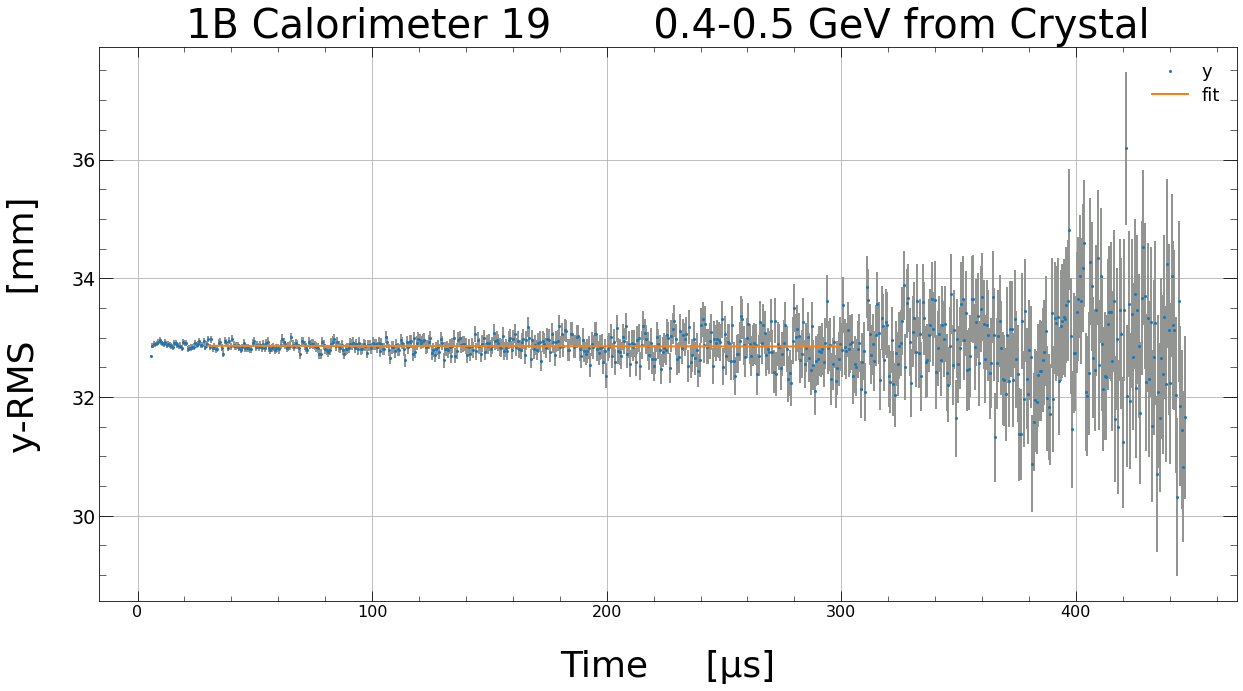 1B Calorimeter 19 0.4-0.5 GeV from Crystal
y
fit
36
34
32
30
y-RMS [mm]
0 100 200 300 400
Time [µs]